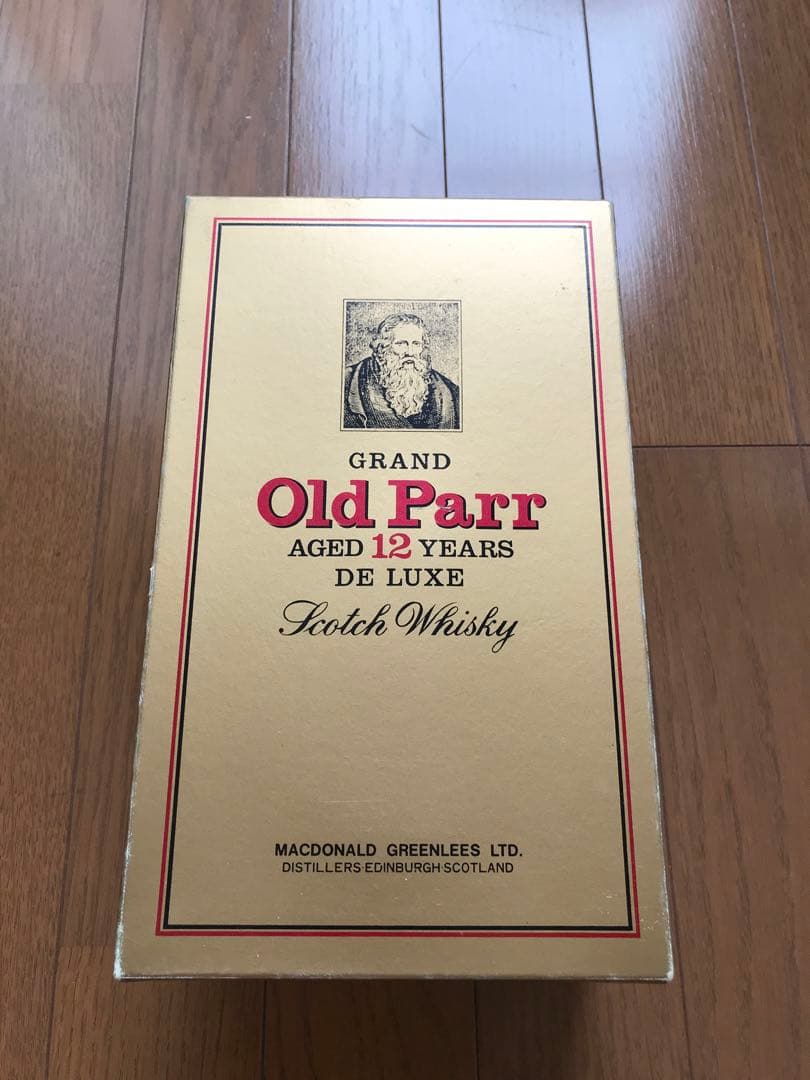 GRAND
Old Parr
AGED 12 YEARS
DE LUXE
Scotch Whisky
MACDONALD GREENLEES LTD.
DISTILLERS·EDINBURGH·SCOTLAND